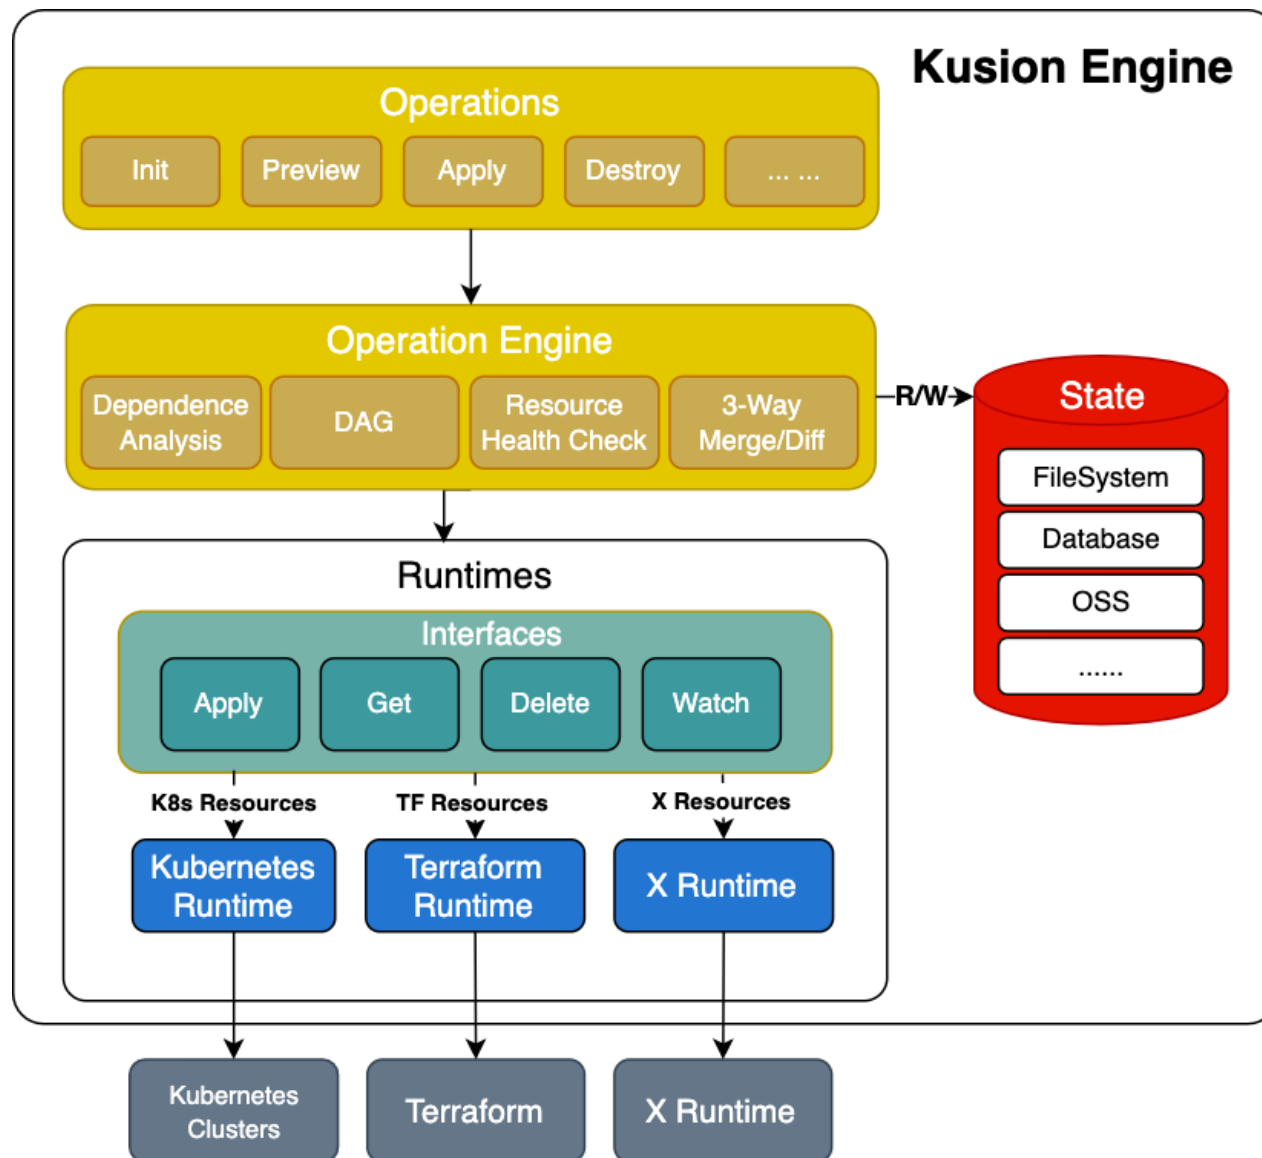 Kusion Engine
Operations
Init
Preview
Apply
Destroy
... ...
Operation Engine
Dependence
Analysis
DAG
Resource
Health Check
3-Way
Merge/Diff
R/W
State
FileSystem
Database
OSS
......
Runtimes
Interfaces
Apply
Get
Delete
Watch
K8s Resources
TF Resources
X Resources
Kubernetes
Runtime
Terraform
Runtime
X Runtime
Kubernetes
Clusters
Terraform
X Runtime